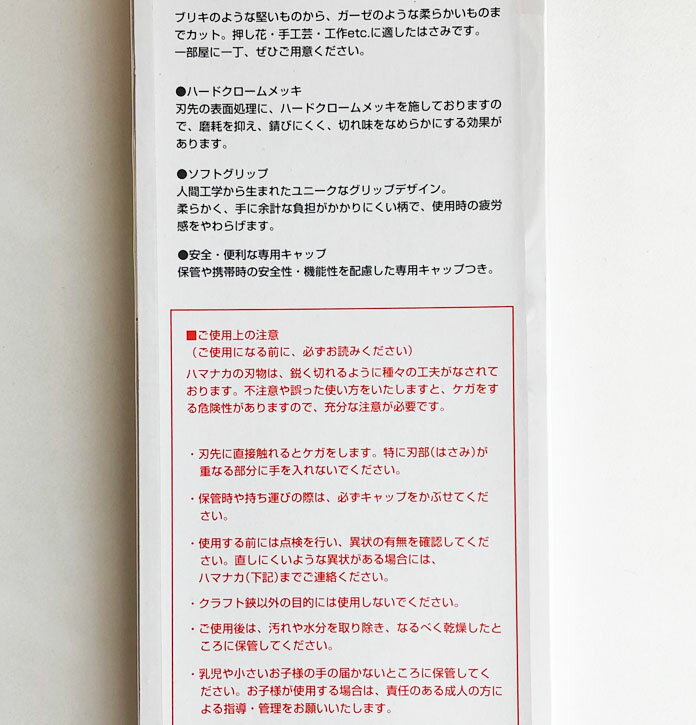 ブリキのような堅いものから、ガーゼのような柔らかいものま
でカット。押し花・手工芸・工作etc.に適したはさみです。
一部屋に一丁、ぜひご用意ください。
●ハードクロームメッキ
刃先の表面処理に、ハードクロームメッキを施しておりますの
で、磨耗を抑え、錆びにくく、切れ味をなめらかにする効果が
あります。
●ソフトグリップ
人間工学から生まれたユニークなグリップデザイン。
柔らかく、手に余計な負担がかかりにくい柄で、使用時の疲労
感をやわらげます。
●安全・便利な専用キャップ
保管や携帯時の安全性・機能性を配慮した専用キャップつき。
■ご使用上の注意
（ご使用になる前に、必ずお読みください）
ハマナカの刃物は、鋭く切れるように種々の工夫がなされて
おります。不注意や誤った使い方をいたしますと、ケガをす
る危険性がありますので、充分な注意が必要です。
・刃先に直接触れるとケガをします。特に刃部（はさみ）が
重なる部分に手を入れないでください。
・保管時や持ち運びの際は、必ずキャップをかぶせてくだ
さい。
・使用する前には点検を行い、異状の有無を確認してくだ
さい。直しにくいような異状がある場合には、
ハマナカ（下記）までご連絡ください。
・クラフト鋏以外の目的には使用しないでください。
・ご使用後は、汚れや水分を取り除き、なるべく乾燥したと
ころに保管してください。
・乳児や小さいお子様の手の届かないところに保管してく
ださい。お子様が使用する場合は、責任のある成人の方に
よる指導・管理をお願いいたします。